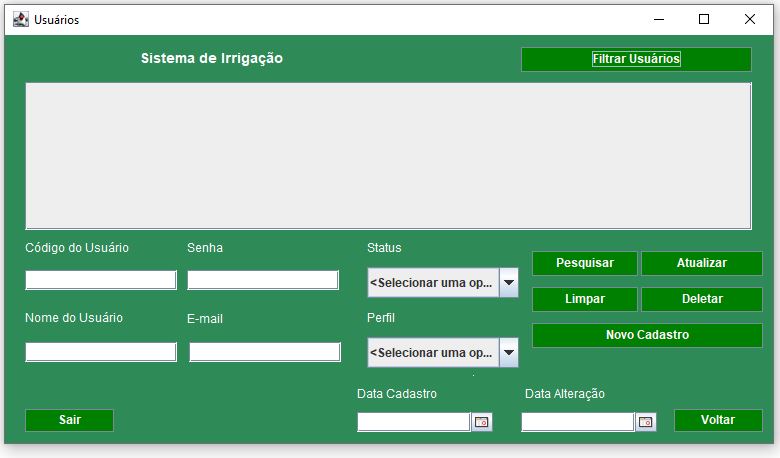 Usuários
Sistema de Irrigação
Filtrar Usuários
Código do Usuário
Senha
Status
<Selecionar uma op...
Pesquisar
Atualizar
Limpar
Deletar
Nome do Usuário
E-mail
Perfil
<Selecionar uma op...
Novo Cadastro
Data Cadastro
Data Alteração
Sair
Voltar